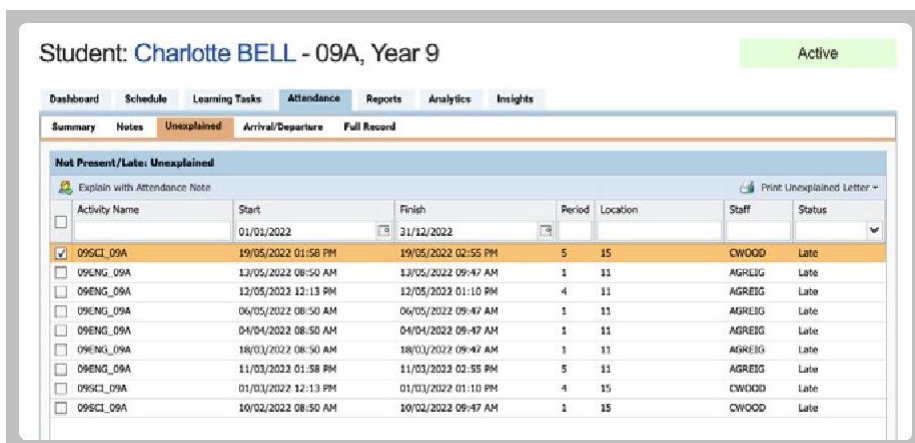 Student: Charlotte BELL - 09A, Year 9 Active
Dashboard Schedule Learning Tasks Attendance Reports Analytics Insights
Summary Notes Unexplained Arrival/Departure Full Record
Not Present/Late: Unexplained
Explain with Attendance Note Print Unexplained Letter
Activity Name Start Finish Period Location Staff Status
01/01/2022 31/12/2022
09SCI_09A 19/05/2022 01:58 PM 19/05/2022 02:55 PM 5 15 CWOOD Late
09ENG_09A 13/05/2022 08:50 AM 13/05/2022 09:47 AM 1 11 AGREIG Late
09ENG_09A 12/05/2022 12:13 PM 12/05/2022 01:10 PM 4 11 AGREIG Late
09ENG_09A 06/05/2022 08:50 AM 06/05/2022 09:47 AM 1 11 AGREIG Late
09ENG_09A 04/04/2022 08:50 AM 04/04/2022 09:47 AM 1 11 AGREIG Late
09ENG_09A 18/03/2022 08:50 AM 18/03/2022 09:47 AM 1 11 AGREIG Late
09ENG_09A 11/03/2022 01:58 PM 11/03/2022 02:55 PM 5 11 AGREIG Late
09SCI_09A 01/03/2022 12:13 PM 01/03/2022 01:10 PM 4 15 CWOOD Late
09SCI_09A 10/02/2022 08:50 AM 10/02/2022 09:47 AM 1 15 CWOOD Late